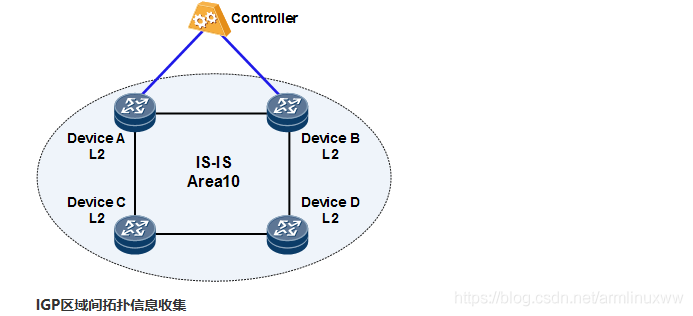 Controller
Device A
L2
Device B
L2
IS-IS
Area10
Device C
L2
Device D
L2
IGP区域间拓扑信息收集
https://blog.csdn.net/armlinuxww